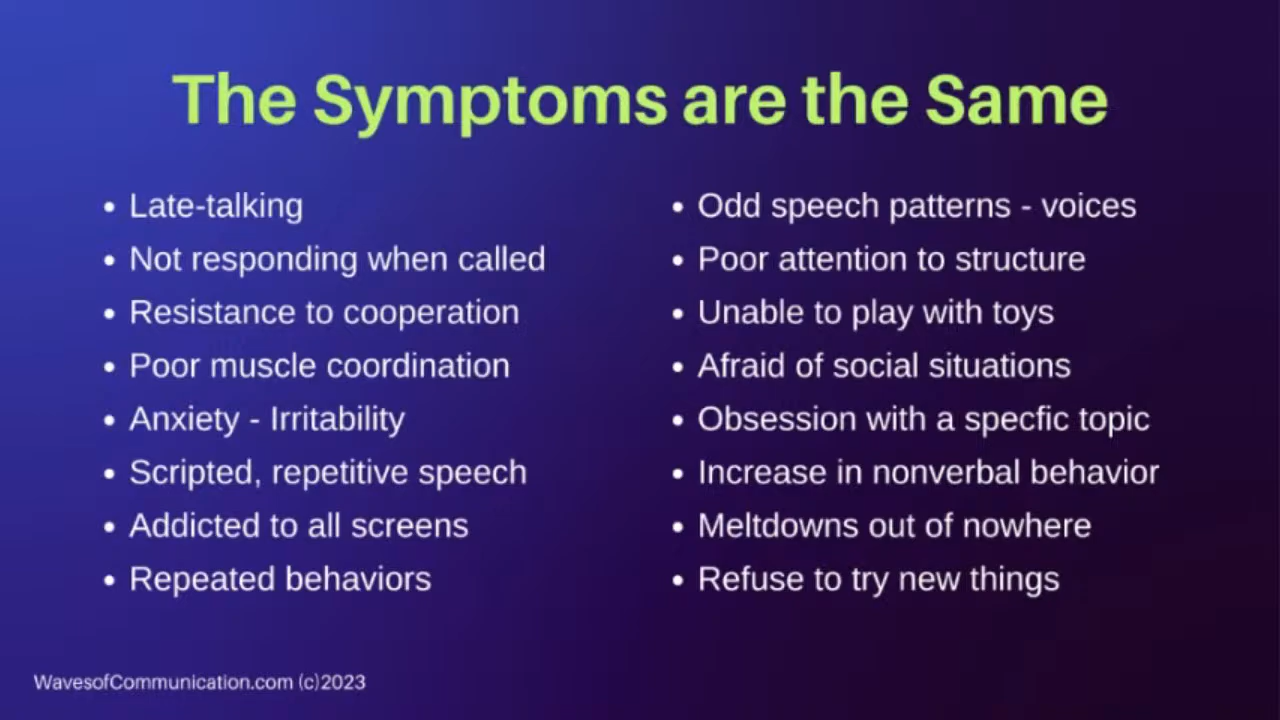 The Symptoms are the Same
• Late-talking
• Not responding when called
• Resistance to cooperation
• Poor muscle coordination
• Anxiety - Irritability
• Scripted, repetitive speech
• Addicted to all screens
• Repeated behaviors
• Odd speech patterns - voices
• Poor attention to structure
• Unable to play with toys
• Afraid of social situations
• Obsession with a specfic topic
• Increase in nonverbal behavior
• Meltdowns out of nowhere
• Refuse to try new things
WavesofCommunication.com (c)2023